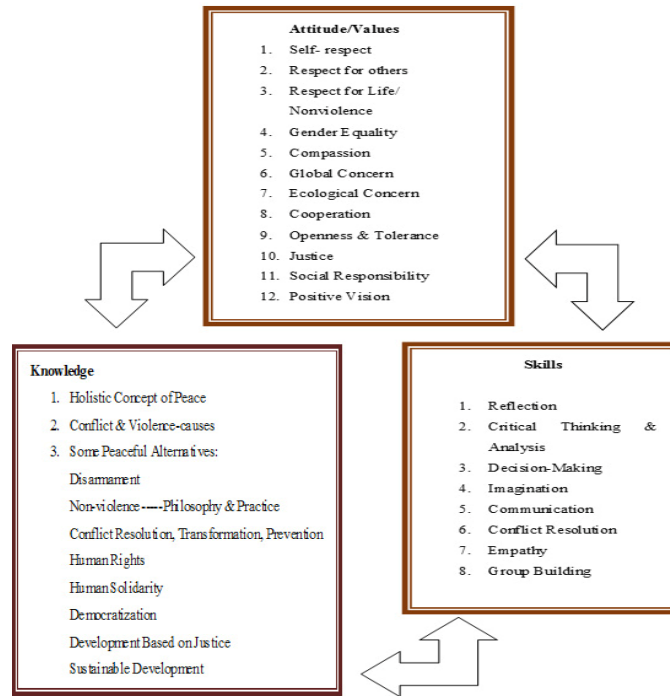 Attitude/Values
1. Self- respect
2. Respect for others
3. Respect for Life/
Nonviolence
4. Gender Equality
5. Compassion
6. Global Concern
7. Ecological Concern
8. Cooperation
9. Openness & Tolerance
10. Justice
11. Social Responsibility
12. Positive Vision
Knowledge
1. Holistic Concept of Peace
2. Conflict & Violence-causes
3. Some Peaceful Alternatives:
Disarmament
Non-violence-----Philosophy & Practice
Conflict Resolution, Transformation, Prevention
Human Rights
Human Solidarity
Democratization
Development Based on Justice
Sustainable Development
Skills
1. Reflection
2. Critical Thinking &
Analysis
3. Decision-Making
4. Imagination
5. Communication
6. Conflict Resolution
7. Empathy
8. Group Building